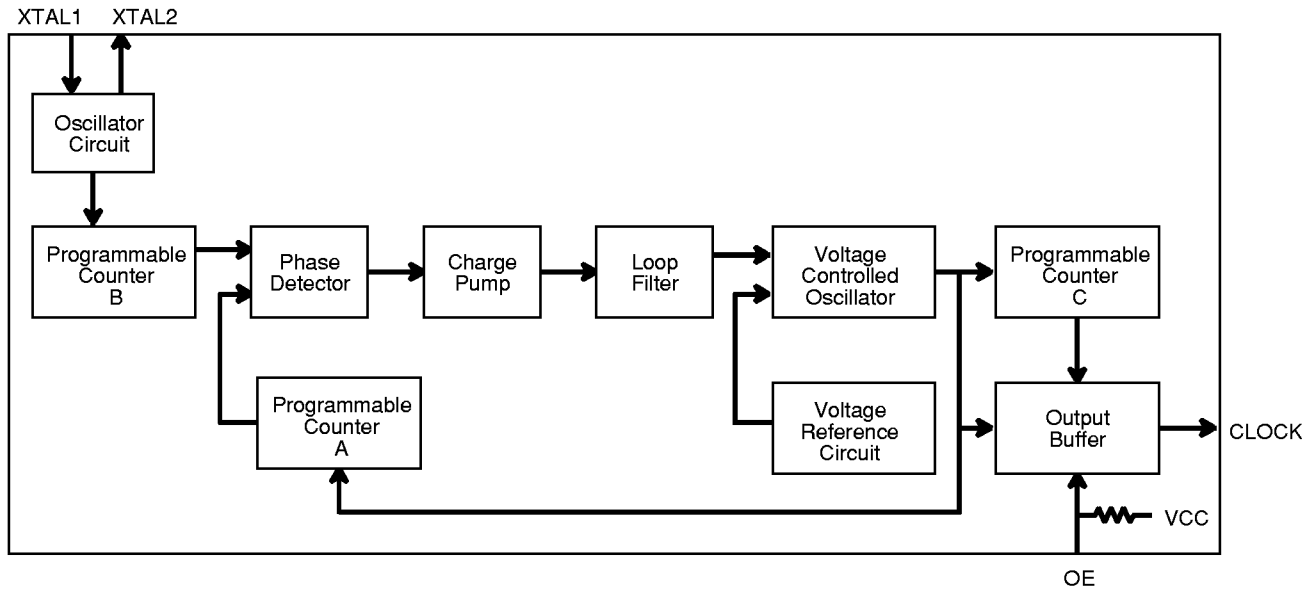 XTAL1 XTAL2
Oscillator
Circuit
Programmable
Counter
B
Phase
Detector
Charge
Pump
Loop
Filter
Voltage
Controlled
Oscillator
Programmable
Counter
C
Programmable
Counter
A
Voltage
Reference
Circuit
Output
Buffer
CLOCK
VCC
OE